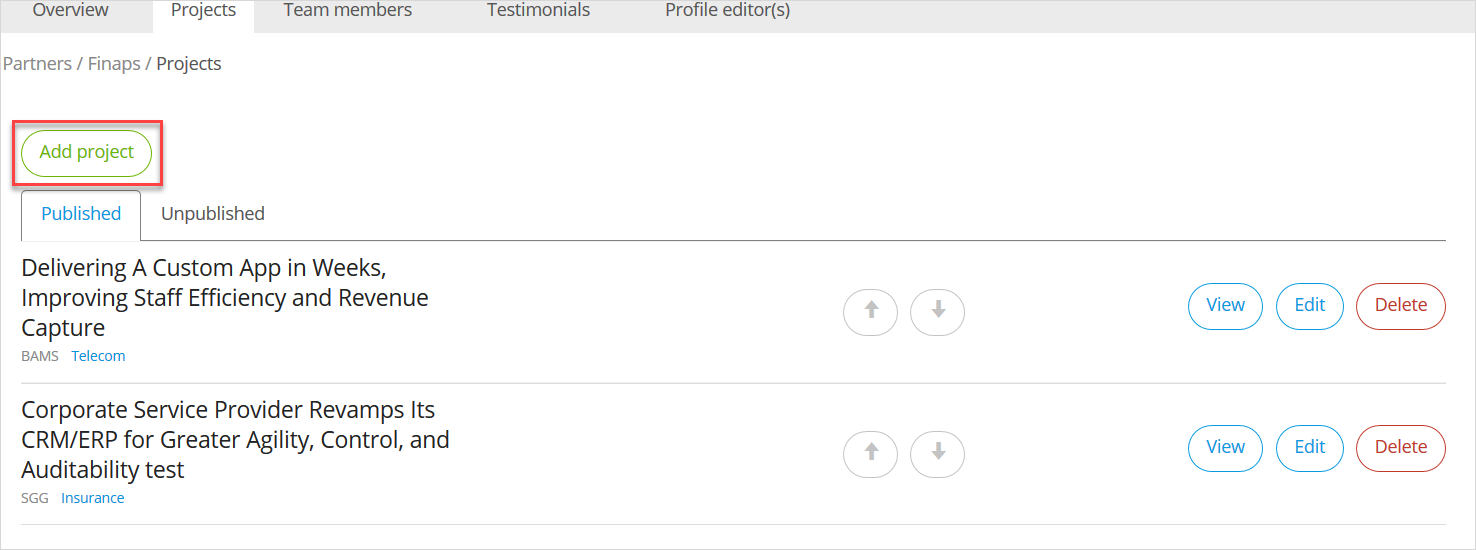 Overview Projects Team members Testimonials Profile editor(s)
Partners / Finaps / Projects
Add project
Published Unpublished
Delivering A Custom App in Weeks,
Improving Staff Efficiency and Revenue
Capture
BAMS Telecom
View Edit Delete
Corporate Service Provider Revamps Its
CRM/ERP for Greater Agility, Control, and
Auditability test
SGG Insurance
View Edit Delete